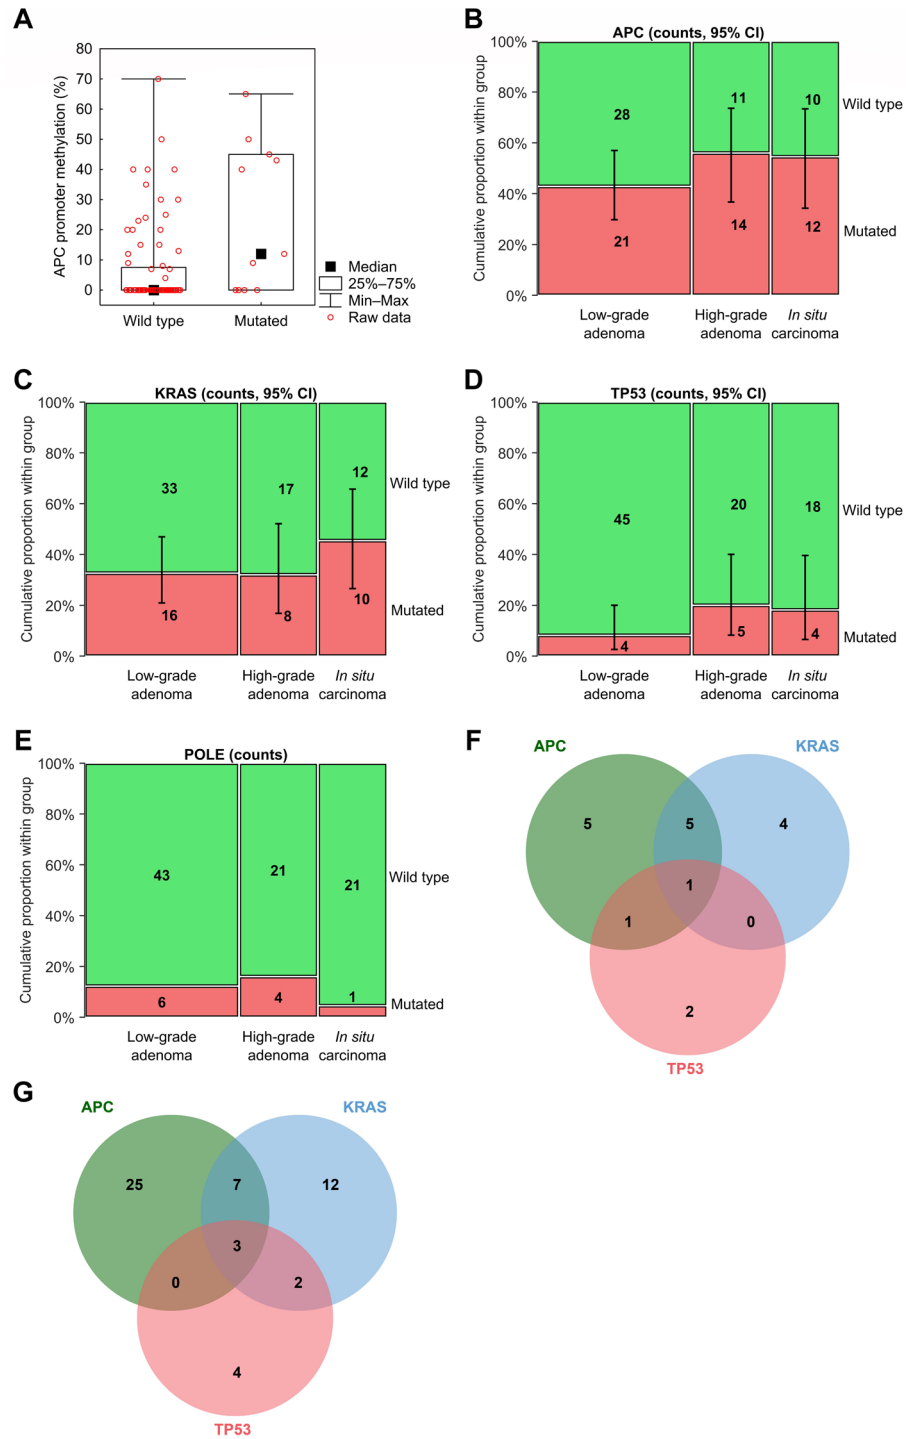 A
80
70
60
50
40
30
20
10
0
APC promoter methylation (%)
Wild type
Mutated
Median
25%–75%
Min–Max
Raw data
B
APC (counts, 95% CI)
100%
80%
60%
40%
20%
0%
Cumulative proportion within group
28
11
10
21
14
12
Wild type
Mutated
Low-grade
adenoma
High-grade
adenoma
In situ
carcinoma
C
KRAS (counts, 95% CI)
100%
80%
60%
40%
20%
0%
Cumulative proportion within group
33
17
12
16
8
10
Wild type
Mutated
Low-grade
adenoma
High-grade
adenoma
In situ
carcinoma
D
TP53 (counts, 95% CI)
100%
80%
60%
40%
20%
0%
Cumulative proportion within group
45
20
18
4
5
4
Wild type
Mutated
Low-grade
adenoma
High-grade
adenoma
In situ
carcinoma
E
POLE (counts)
100%
80%
60%
40%
20%
0%
Cumulative proportion within group
43
21
21
6
4
1
Wild type
Mutated
Low-grade
adenoma
High-grade
adenoma
In situ
carcinoma
F
APC
KRAS
5
5
4
1
1
0
2
TP53
G
APC
KRAS
25
7
12
3
0
2
4
TP53